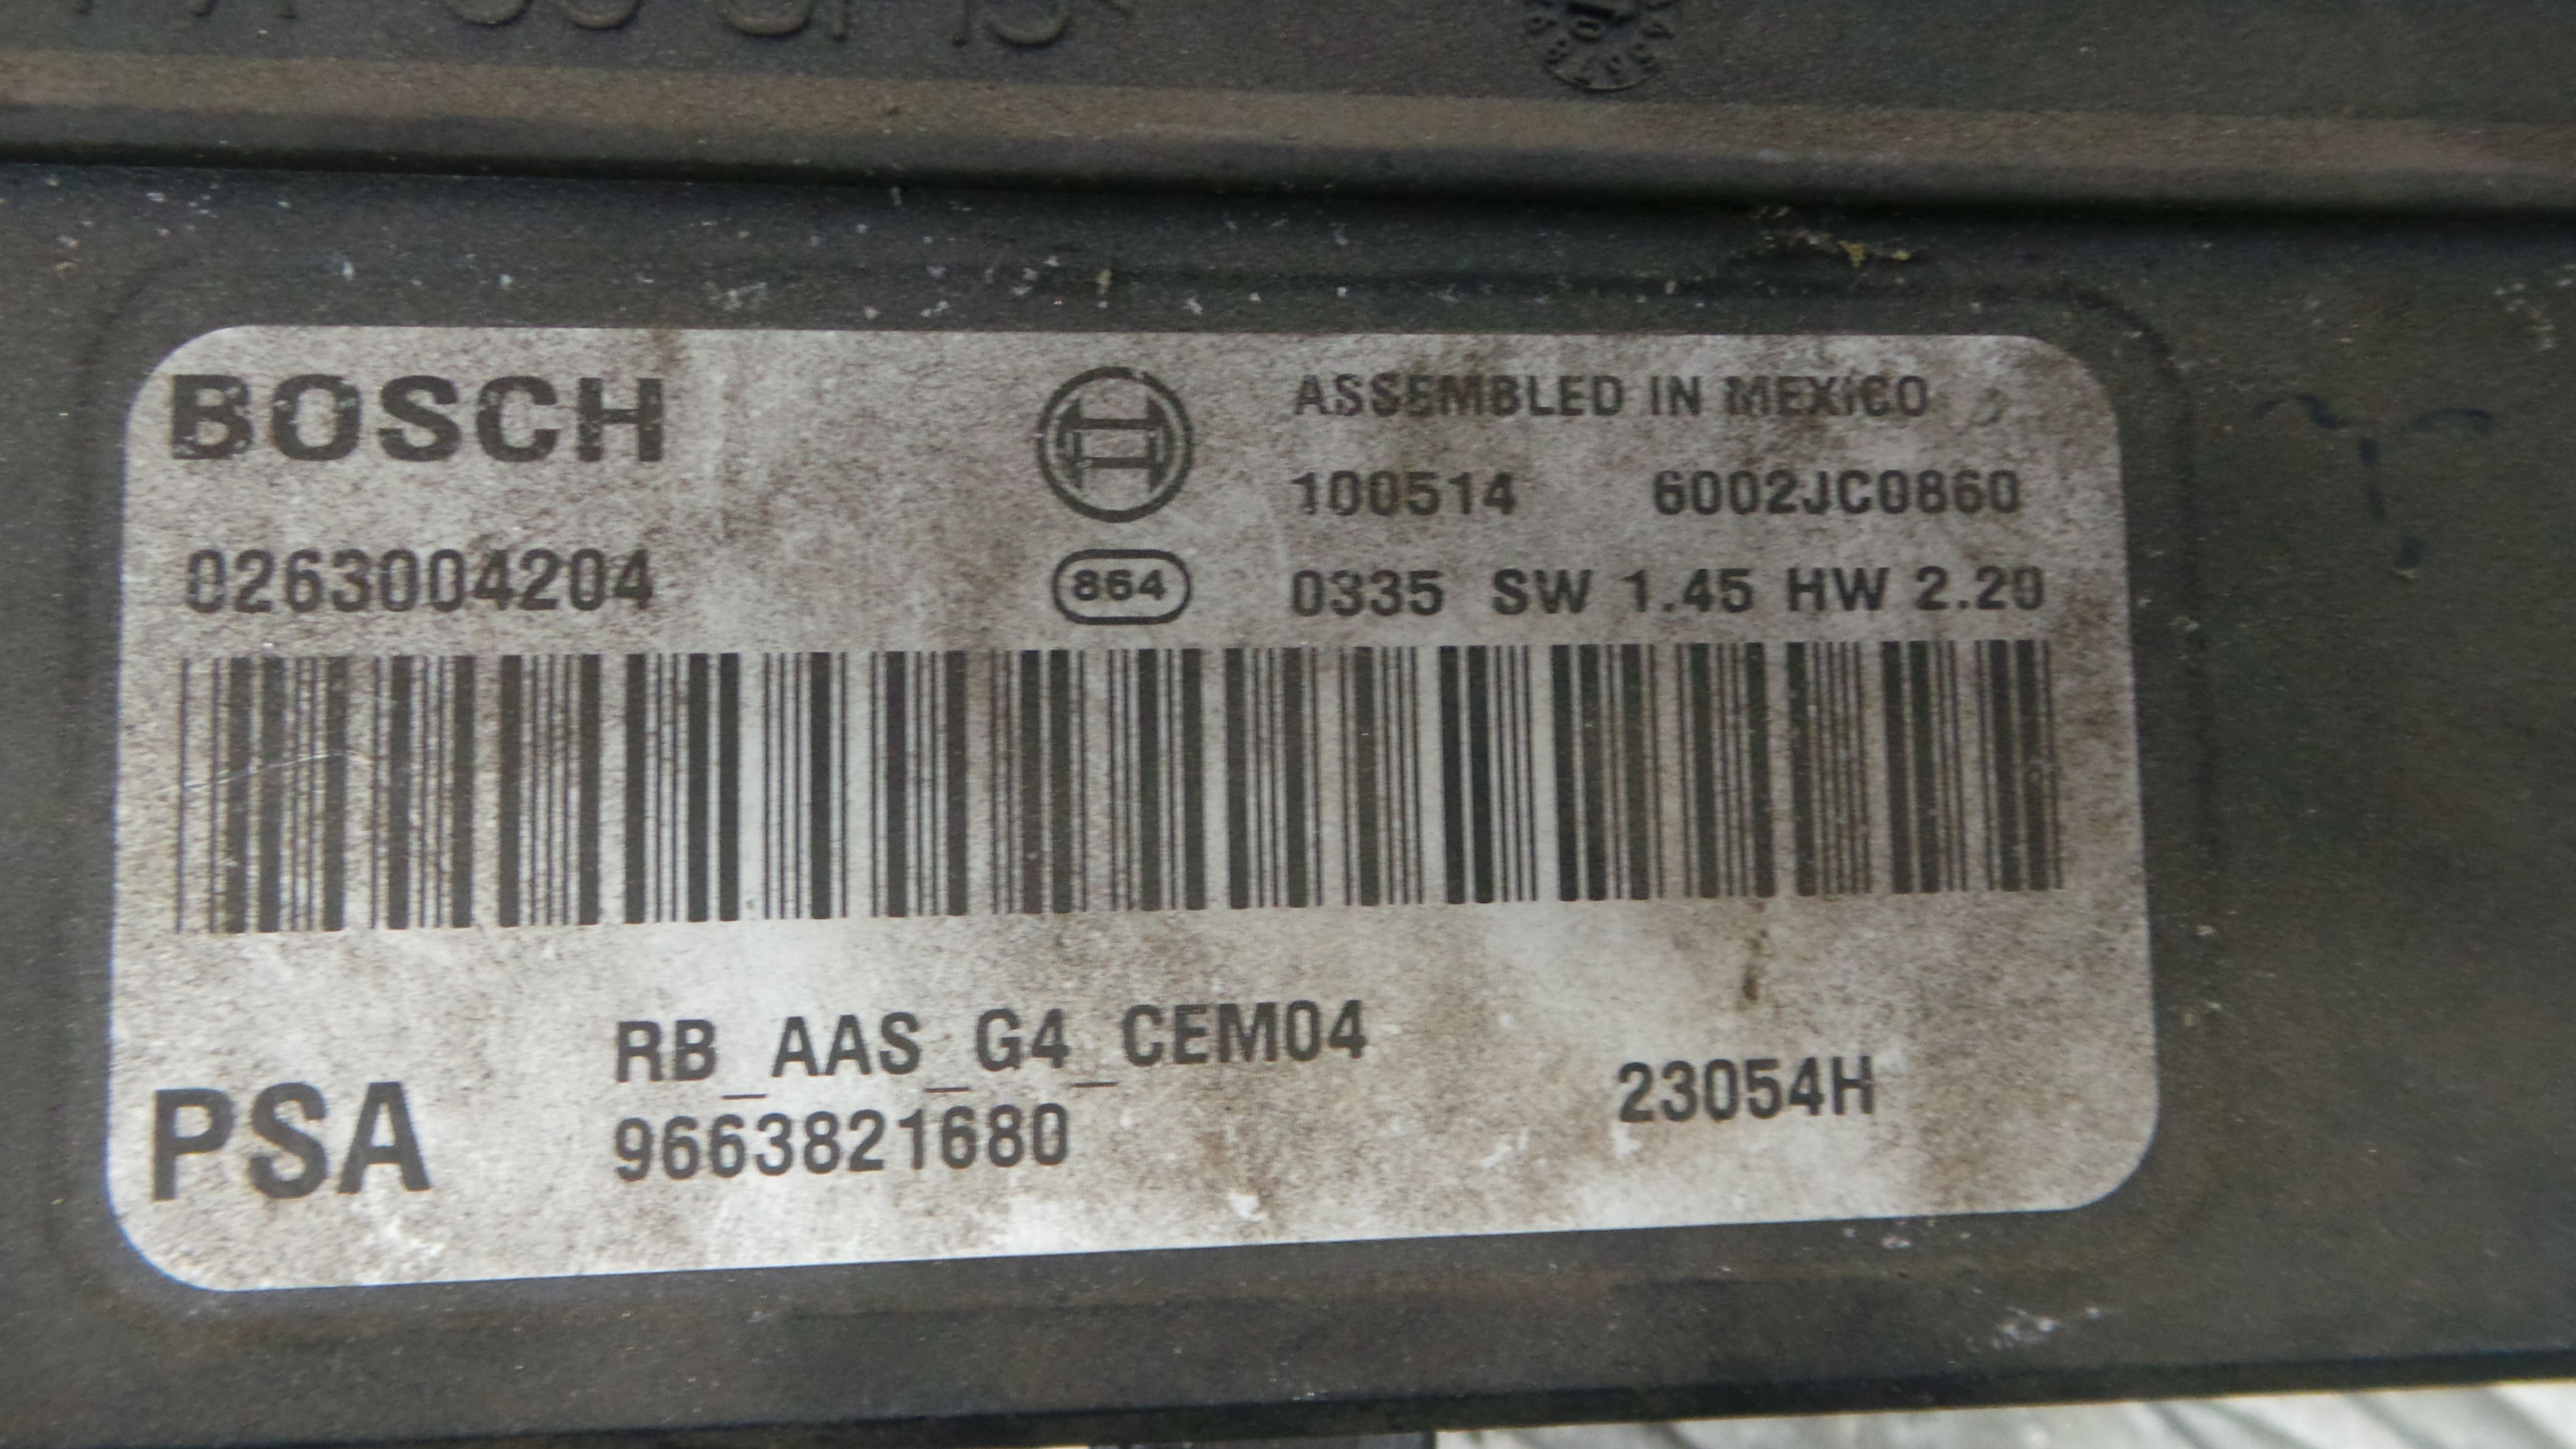 BOSCH
ASSEMBLED IN MEXICO
100514 6002JC0860
0263004204
864
0335 SW 1.45 HW 2.20
RB_AAS_G4_CEM04
PSA
9663821680
23054H